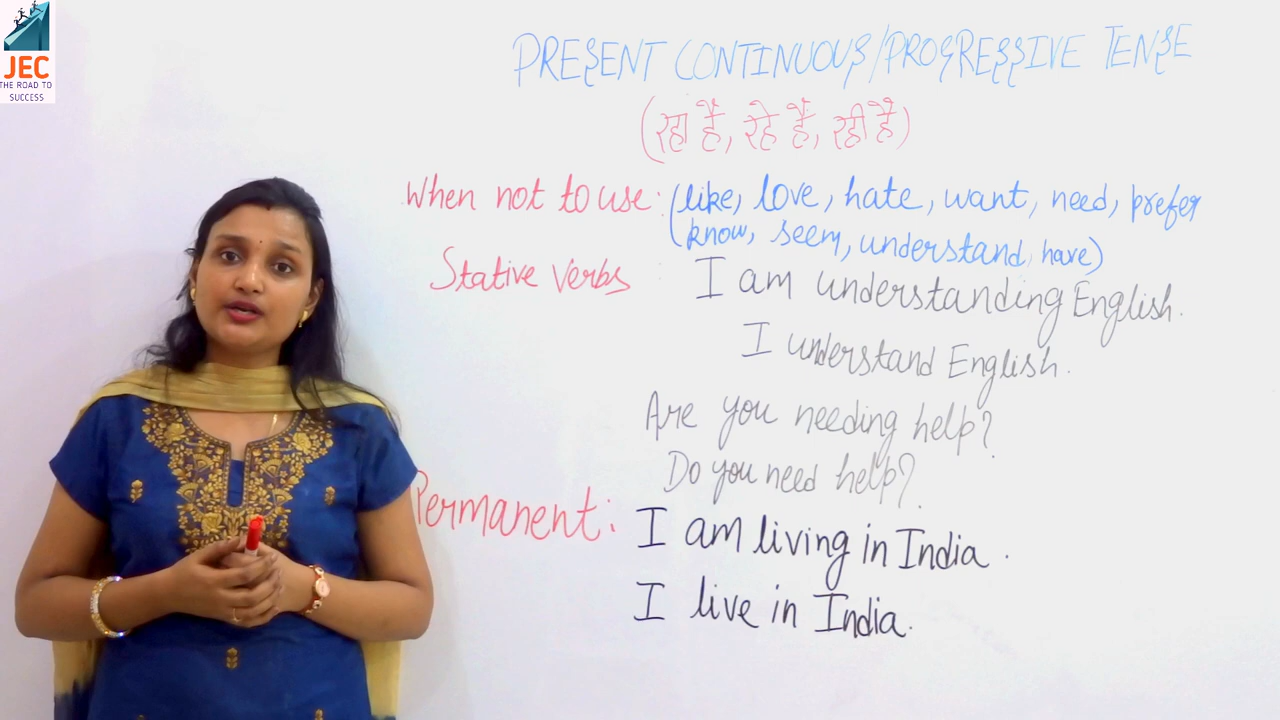 JEC
THE ROAD TO
SUCCESS
PRESENT CONTINUOUS/PROGRESSIVE TENSE
(रहा है, रहे हैं, रही है)
When not to use: (like, love, hate, want, need, prefer
know, seem, understand, have)
Stative Verbs : I am understanding English.
I understand English.
Are you needing help?
Do you need help?
Permanent: I am living in India.
I live in India.